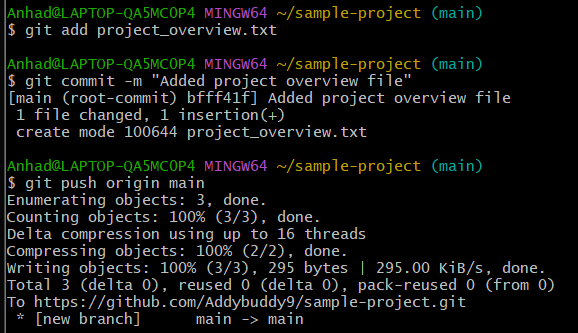 Anhad@LAPTOP-QA5MCOP4 MINGW64 ~/sample-project (main)
$ git add project_overview.txt
Anhad@LAPTOP-QA5MCOP4 MINGW64 ~/sample-project (main)
$ git commit -m "Added project overview file"
[main (root-commit) bfff41f] Added project overview file
 1 file changed, 1 insertion(+)
 create mode 100644 project_overview.txt
Anhad@LAPTOP-QA5MCOP4 MINGW64 ~/sample-project (main)
$ git push origin main
Enumerating objects: 3, done.
Counting objects: 100% (3/3), done.
Delta compression using up to 16 threads
Compressing objects: 100% (2/2), done.
Writing objects: 100% (3/3), 295 bytes | 295.00 KiB/s, done.
Total 3 (delta 0), reused 0 (delta 0), pack-reused 0 (from 0)
To https://github.com/Addybuddy9/sample-project.git
 * [new branch]      main -> main